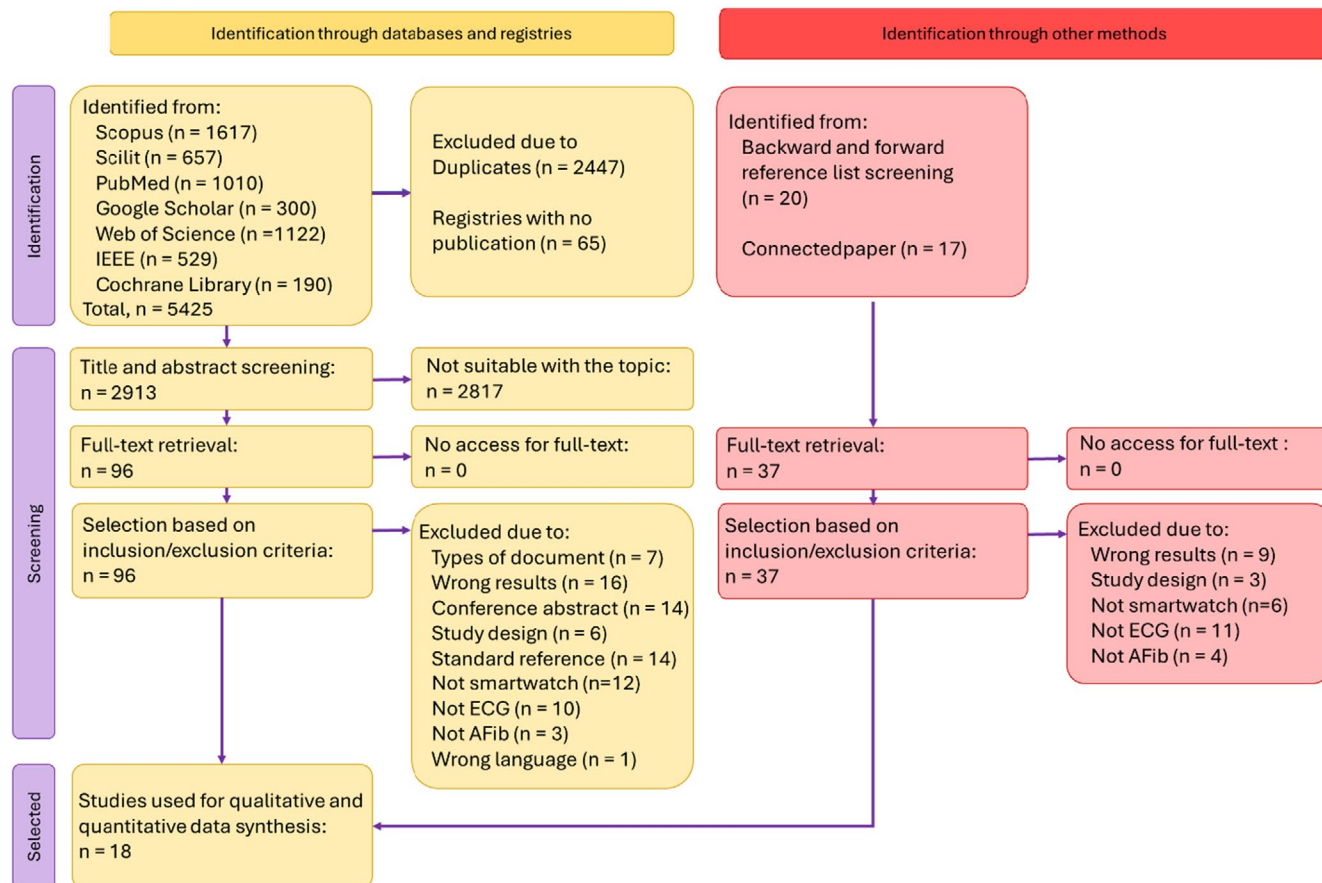 Identification through databases and registries
Identification through other methods
Identification
Identified from:
Scopus (n = 1617)
Scilit (n = 657)
PubMed (n = 1010)
Google Scholar (n = 300)
Web of Science (n =1122)
IEEE (n = 529)
Cochrane Library (n = 190)
Total, n = 5425
Excluded due to
Duplicates (n = 2447)
Registries with no
publication (n = 65)
Identified from:
Backward and forward
reference list screening
(n = 20)
Connectedpaper (n = 17)
Screening
Title and abstract screening:
n = 2913
Not suitable with the topic:
n = 2817
Full-text retrieval:
n = 96
No access for full-text:
n = 0
Full-text retrieval:
n = 37
No access for full-text :
n = 0
Selection based on
inclusion/exclusion criteria:
n = 96
Excluded due to:
Types of document (n = 7)
Wrong results (n = 16)
Conference abstract (n = 14)
Study design (n = 6)
Standard reference (n = 14)
Not smartwatch (n=12)
Not ECG (n = 10)
Not AFib (n = 3)
Wrong language (n = 1)
Selection based on
inclusion/exclusion criteria:
n = 37
Excluded due to:
Wrong results (n = 9)
Study design (n = 3)
Not smartwatch (n=6)
Not ECG (n = 11)
Not AFib (n = 4)
Selected
Studies used for qualitative and
quantitative data synthesis:
n = 18